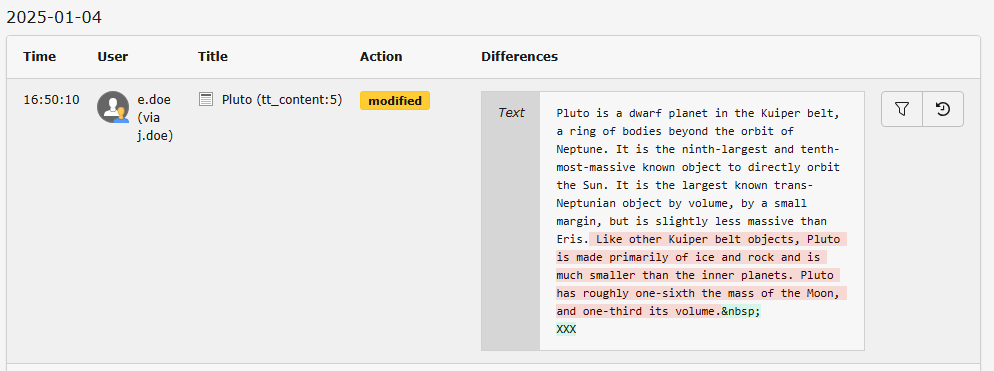 2025-01-04
Time User Title Action Differences
16:50:10 e.doe (via j.doe) Pluto (tt_content:5) modified
Text
Pluto is a dwarf planet in the Kuiper belt,
a ring of bodies beyond the orbit of
Neptune. It is the ninth-largest and tenth-
most-massive known object to directly orbit
the Sun. It is the largest known trans-
Neptunian object by volume, by a small
margin, but is slightly less massive than
Eris. Like other Kuiper belt objects, Pluto
is made primarily of ice and rock and is
much smaller than the inner planets. Pluto
has roughly one-sixth the mass of the Moon,
and one-third its volume.&nbsp;
XXX